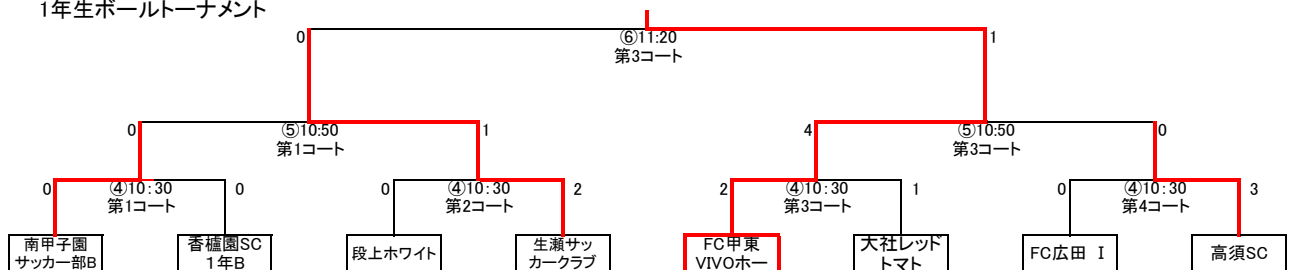 1年生ボールトーナメント
0
⑥11:20
1
第3コート
0
⑤10:50
1
4
⑤10:50
0
第1コート
第3コート
0
④10:30
0
0
④10:30
2
2
④10:30
1
0
④10:30
3
第1コート
第2コート
第3コート
第4コート
南甲子園
サッカー部B
香櫨園SC
1年B
段上ホワイト
生瀬サッ
カークラブ
FC甲東
VIVOホー
大社レッド
トマト
FC広田 I
高須SC